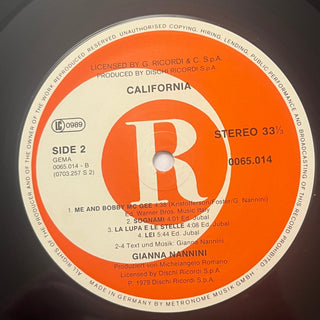 ALL RIGHTS OF THE MANUFACTURER AND OF THE OWNER OF THE WORK REPRODUCED RESERVED. UNAUTHORISED COPYING, HIRING, LENDING, PUBLIC PERFORMANCE AND BROADCASTING OF THIS RECORD PROHIBITED.
LICENSED BY G. RICORDI & C. S.p.A.
PRODUCED BY DISCHI RICORDI S.p.A.
CALIFORNIA
LC 0989
R
SIDE 2
GEMA
0065.014 - B
(0703.257 S 2)
STEREO 33⅓
0065.014
1. ME AND BOBBY MC GEE 4:38 (Kristofferson/Foster/G. Nannini)
Ed. Warner Bros. Music Italy
2. SOGNAMI 4:01 Ed. Jubal
3. LA LUPA E LE STELLE 4:08 Ed. Jubal
4. LEI 5:44 Ed. Jubal
2-4 Text und Musik: Gianna Nannini
GIANNA NANNINI
Produziert von Michelangelo Romano
Licensed by Dischi Ricordi S.p.A.
℗ 1979 Dischi Ricordi S.p.A.
MADE IN GERMANY BY METRONOME MUSIK GMBH